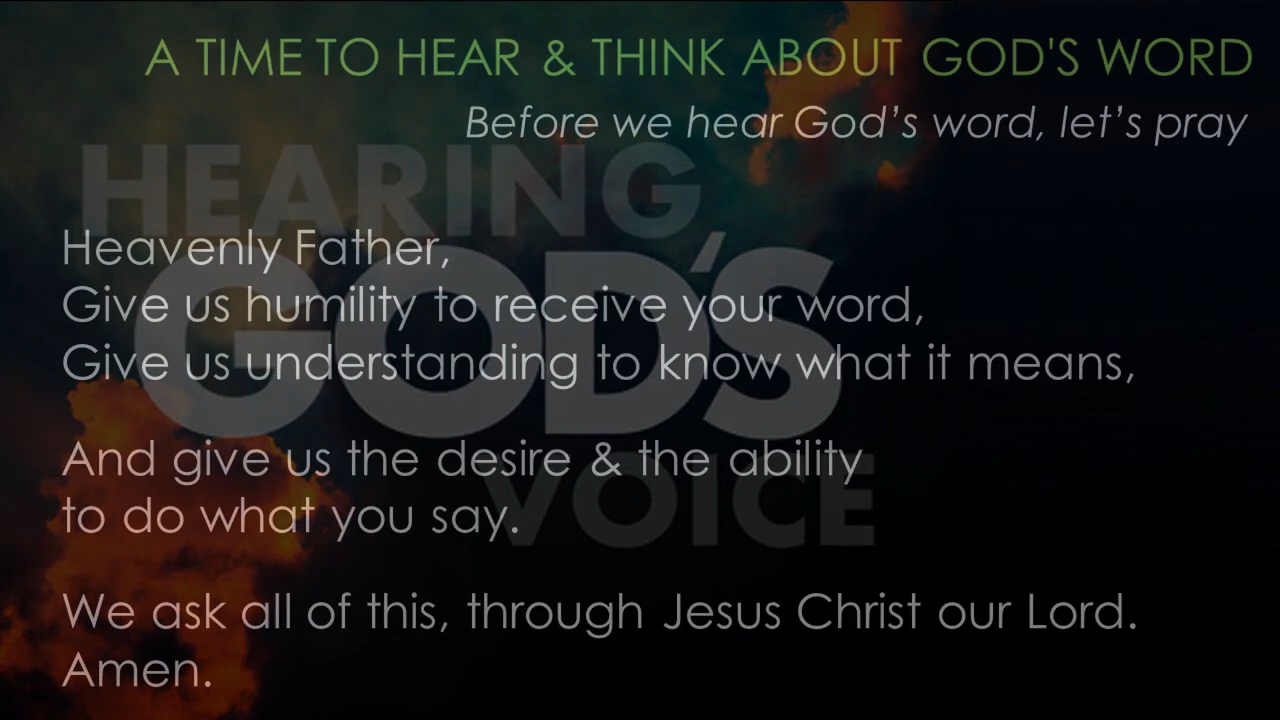 A TIME TO HEAR & THINK ABOUT GOD'S WORD
Before we hear God’s word, let’s pray
HEARING
GOD’S
VOICE
Heavenly Father,
Give us humility to receive your word,
Give us understanding to know what it means,
And give us the desire & the ability
to do what you say.
We ask all of this, through Jesus Christ our Lord.
Amen.